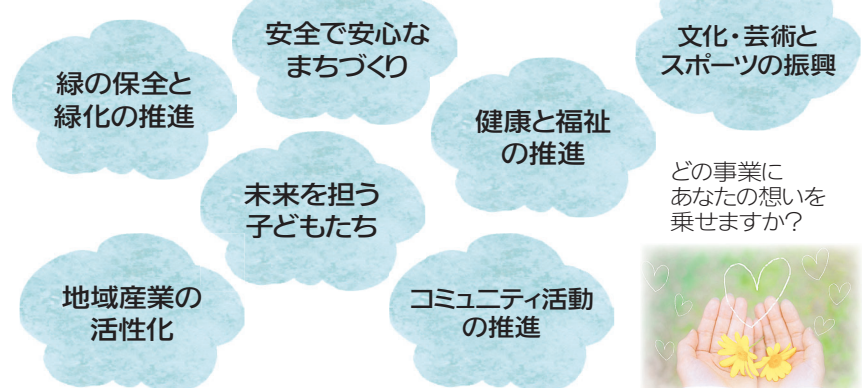 安全で安心な
まちづくり
文化・芸術と
スポーツの振興
緑の保全と
緑化の推進
健康と福祉
の推進
未来を担う
子どもたち
どの事業に
あなたの想いを
乗せますか？
地域産業の
活性化
コミュニティ活動
の推進